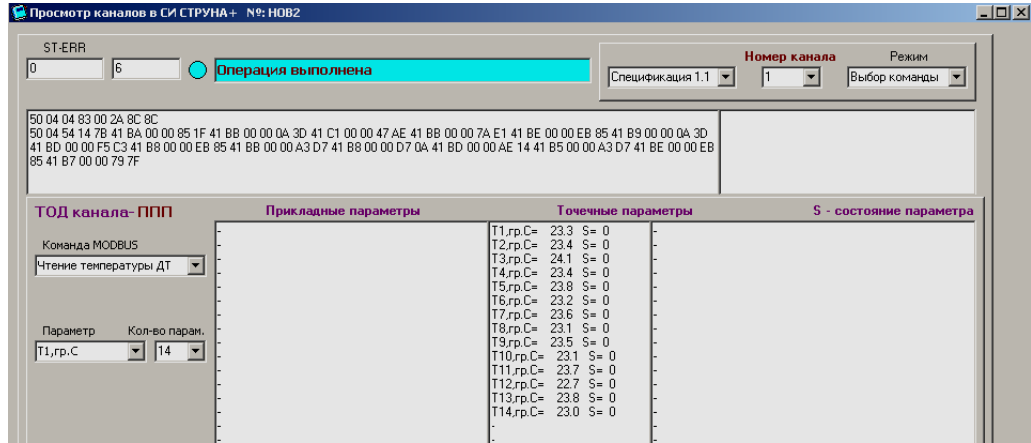 Просмотр каналов в СИ СТРУНА+ №: НОВ2
ST-ERR
0 6 Операция выполнена
Номер канала Режим
Спецификация 1.1 1 Выбор команды
50 04 04 83 00 2A 8C 8C
50 04 54 14 7B 41 BA 00 00 85 1F 41 BB 00 00 0A 3D 41 C1 00 00 47 AE 41 BB 00 00 7A E1 41 BE 00 00 EB 85 41 B9 00 00 0A 3D
41 BD 00 00 F5 C3 41 B8 00 00 EB 85 41 BB 00 00 A3 D7 41 B8 00 00 D7 0A 41 BD 00 00 AE 14 41 B5 00 00 A3 D7 41 BE 00 00 EB
85 41 B7 00 00 79 7F
ТОД канала- ППП Прикладные параметры Точечные параметры S - состояние параметра
Команда MODBUS
Чтение температуры ДТ
Параметр Кол-во парам.
T1,гр.С 14
T1,гр.С= 23.3 S= 0
T2,гр.С= 23.4 S= 0
T3,гр.С= 24.1 S= 0
T4,гр.С= 23.4 S= 0
T5,гр.С= 23.8 S= 0
T6,гр.С= 23.2 S= 0
T7,гр.С= 23.6 S= 0
T8,гр.С= 23.1 S= 0
T9,гр.С= 23.5 S= 0
T10,гр.С= 23.1 S= 0
T11,гр.С= 23.7 S= 0
T12,гр.С= 22.7 S= 0
T13,гр.С= 23.8 S= 0
T14,гр.С= 23.0 S= 0